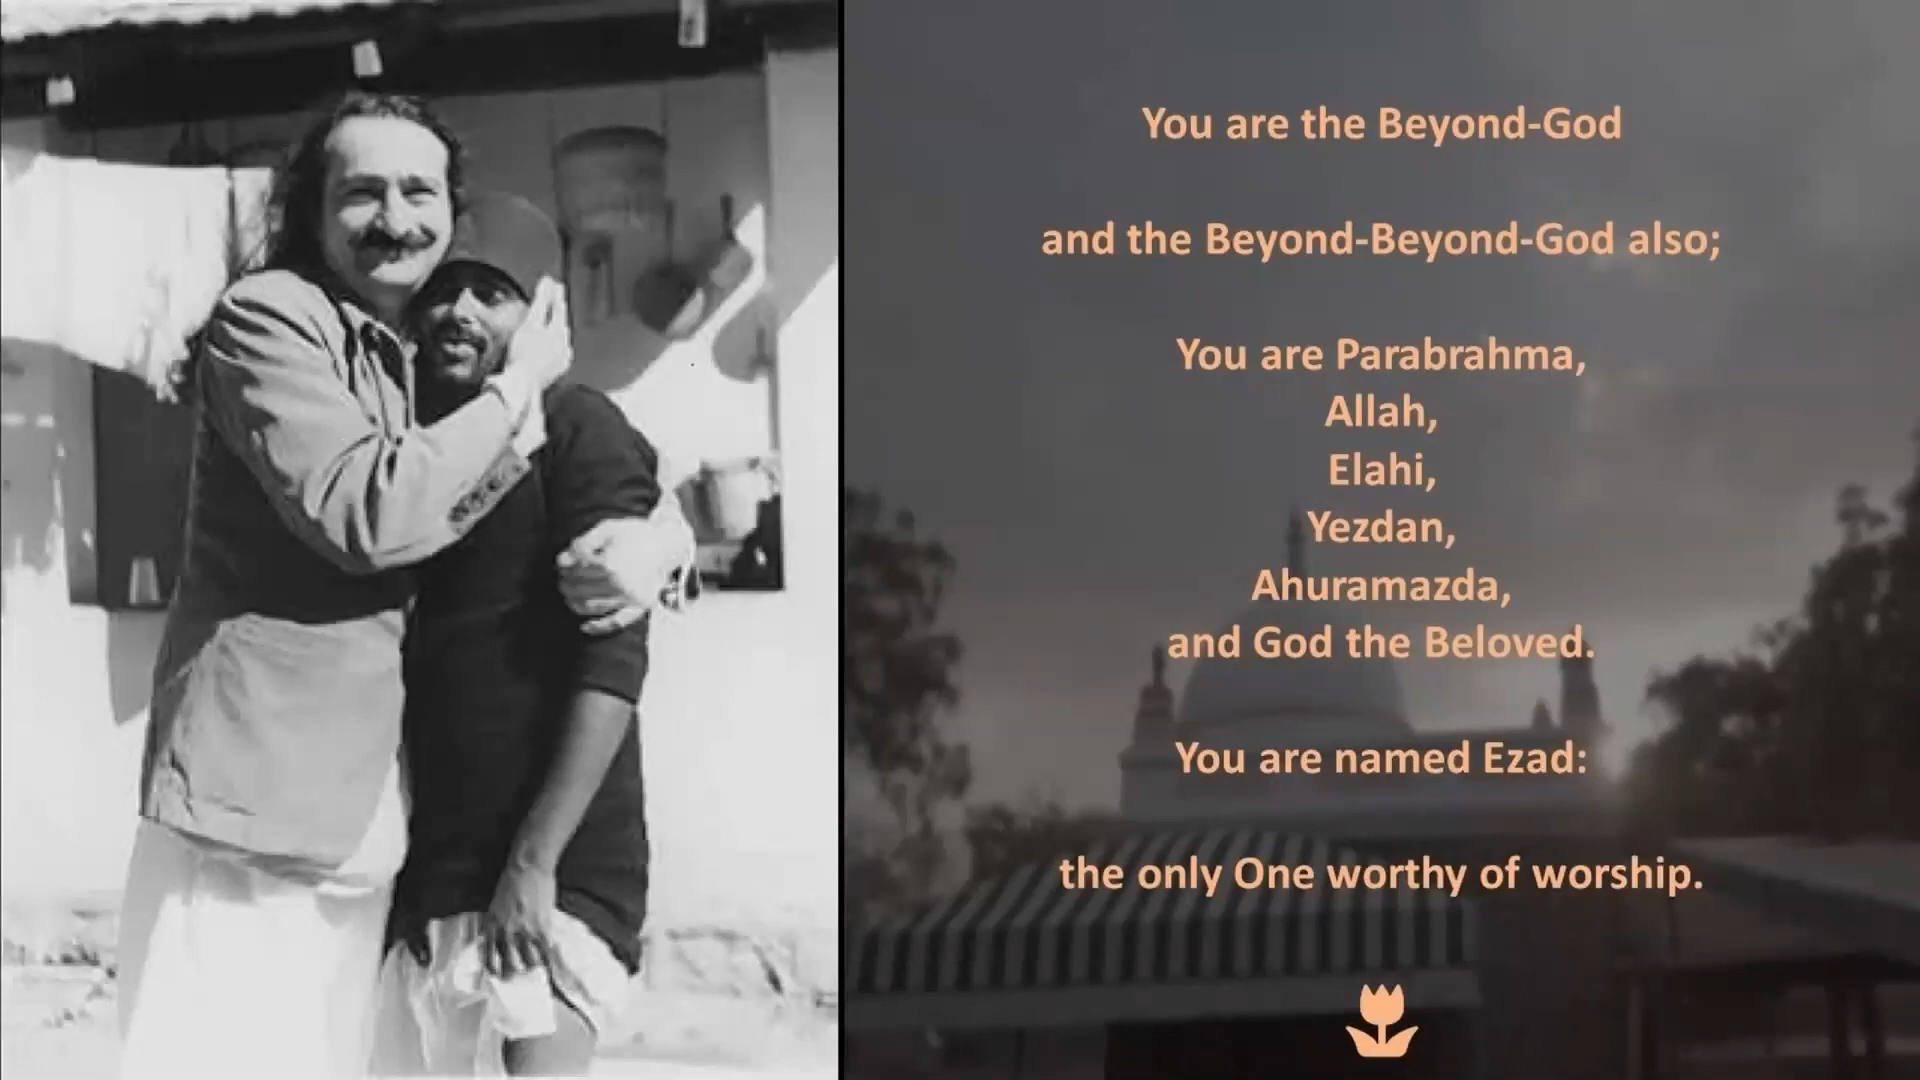 You are the Beyond-God
and the Beyond-Beyond-God also;
You are Parabrahma,
Allah,
Elahi,
Yezdan,
Ahuramazda,
and God the Beloved.
You are named Ezad:
the only One worthy of worship.